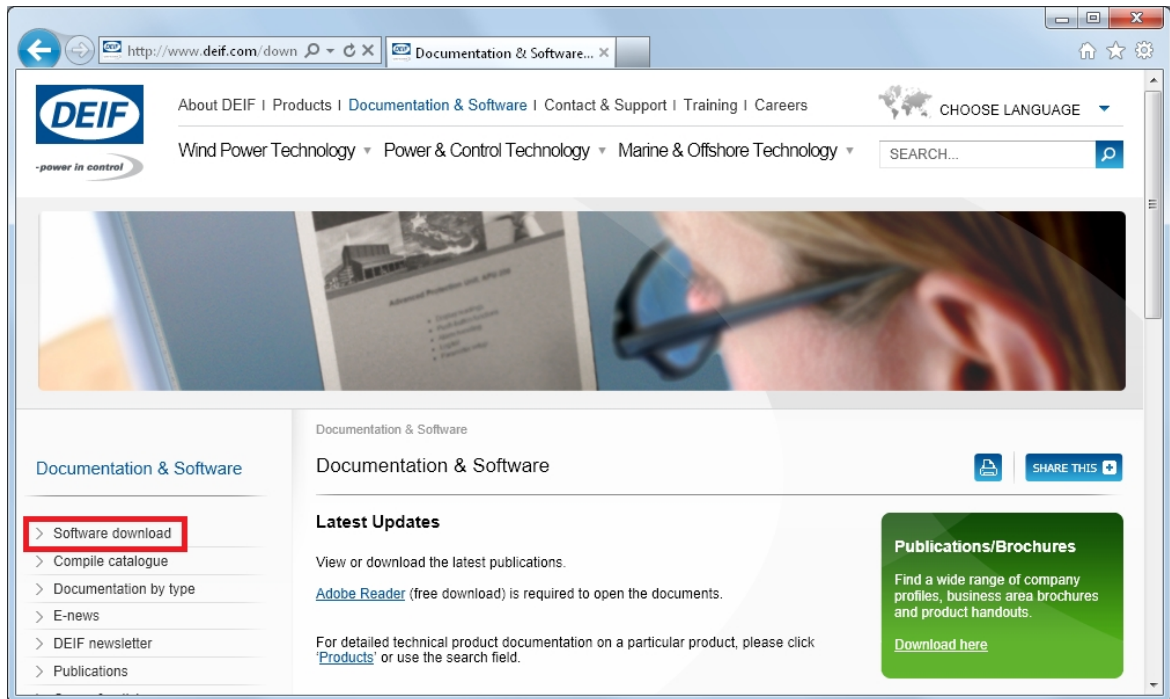 http://www.deif.com/down
Documentation & Software...
DEIF
-power in control
About DEIF | Products | Documentation & Software | Contact & Support | Training | Careers
CHOOSE LANGUAGE
Wind Power Technology
Power & Control Technology
Marine & Offshore Technology
SEARCH...
Advanced Protection Unit, APU 200
Documentation & Software
Documentation & Software
Documentation & Software
SHARE THIS
Software download
Compile catalogue
Documentation by type
E-news
DEIF newsletter
Publications
Latest Updates
View or download the latest publications.
Adobe Reader (free download) is required to open the documents.
For detailed technical product documentation on a particular product, please click
'Products' or use the search field.
Publications/Brochures
Find a wide range of company
profiles, business area brochures
and product handouts.
Download here